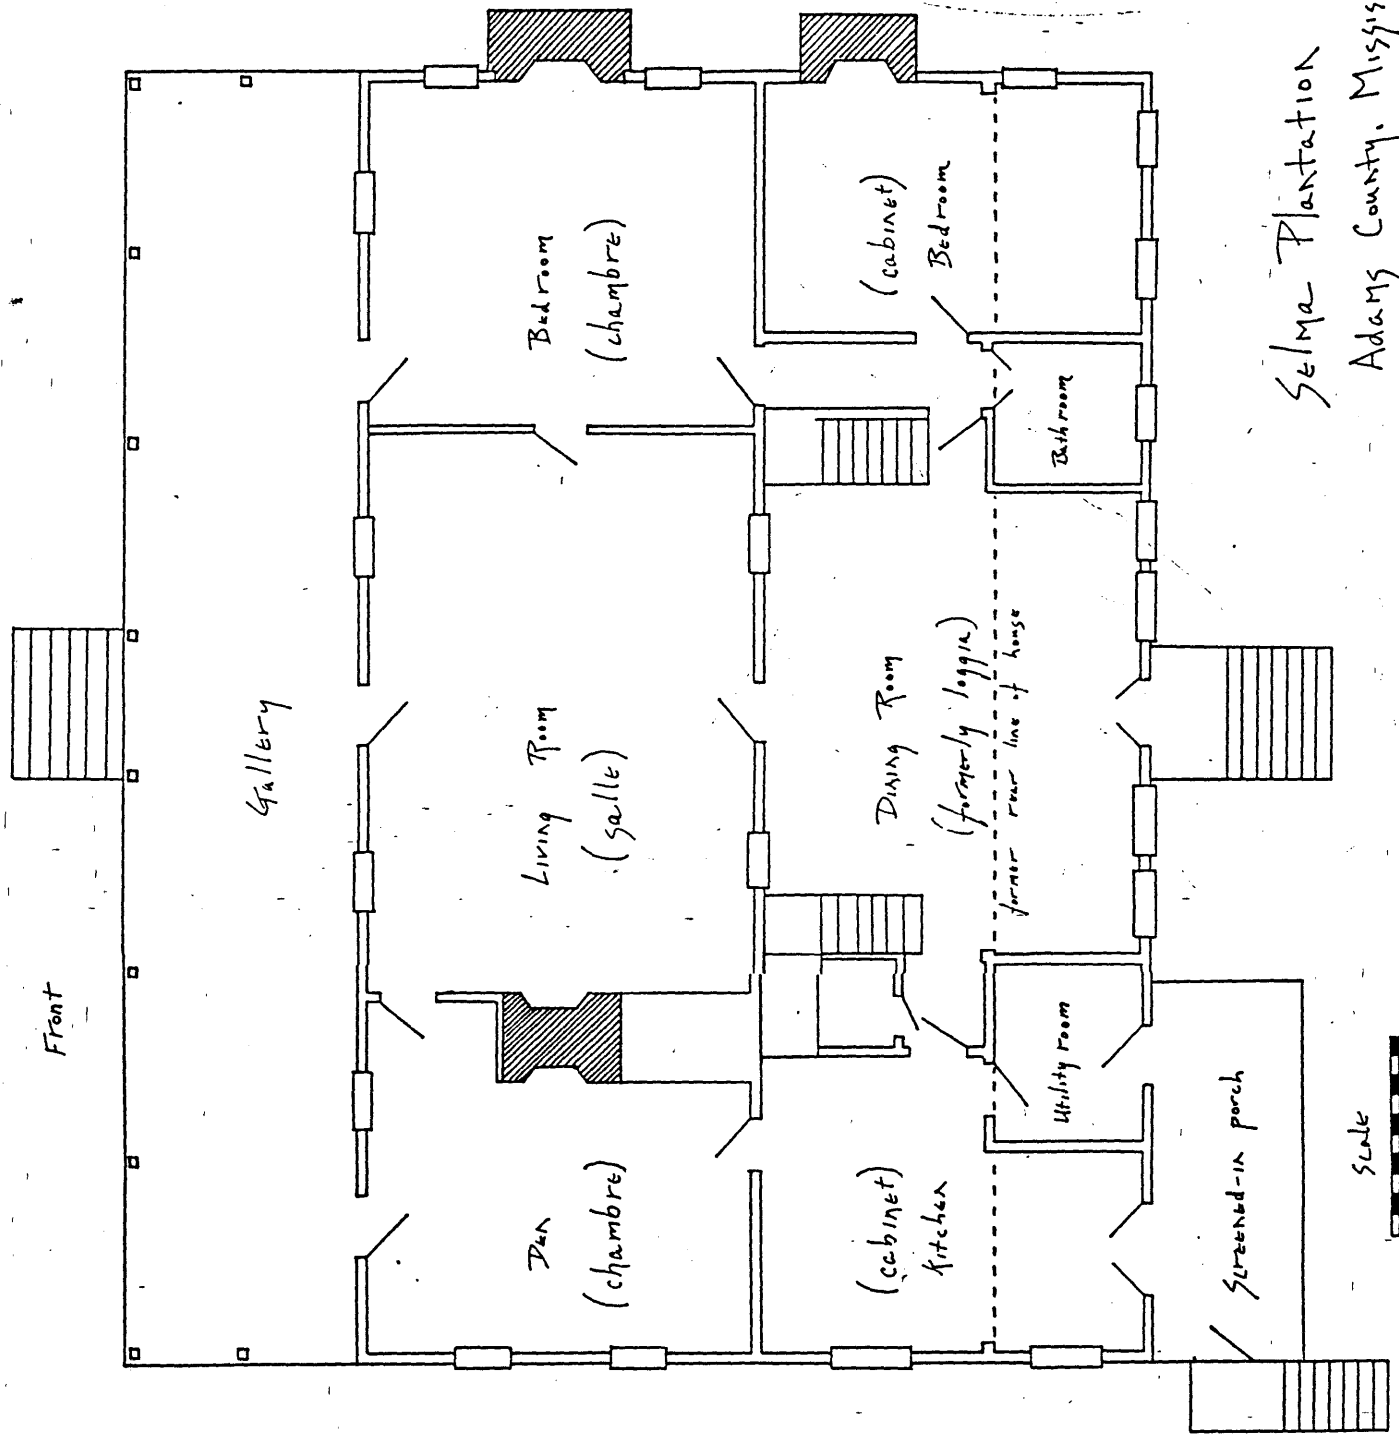 Front
Gallery
Den
(chambre)
Living Room
(salle)
Bedroom
(chambre)
(cabinet)
Kitchen
Dining Room
(formerly loggia)
former rear line of house
(cabinet)
Bedroom
Utility room
Bathroom
Screened-in porch
Scale
Selma Plantation
Adams County, Missis